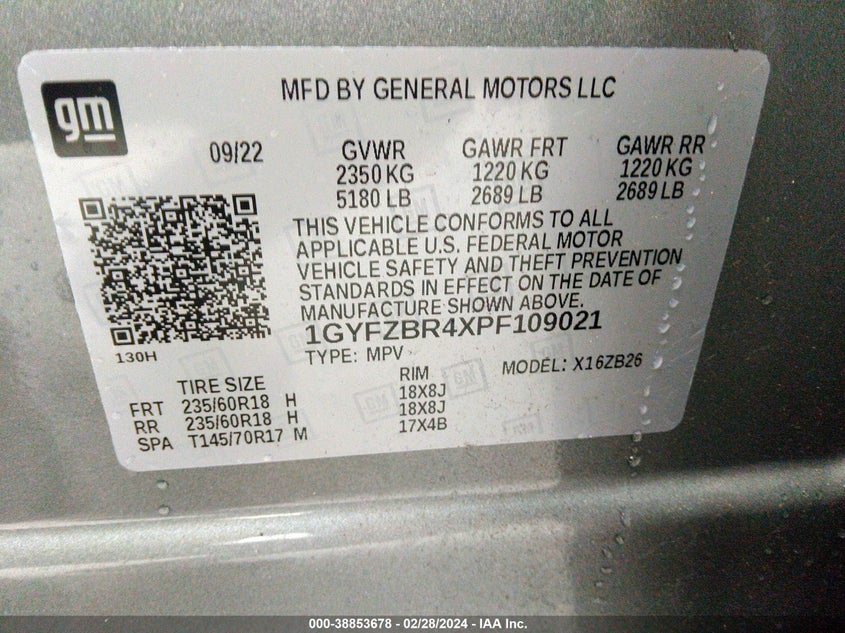 gm
MFD BY GENERAL MOTORS LLC
09/22
GVWR GAWR FRT GAWR RR
2350 KG 1220 KG 1220 KG
5180 LB 2689 LB 2689 LB
THIS VEHICLE CONFORMS TO ALL
APPLICABLE U.S. FEDERAL MOTOR
VEHICLE SAFETY AND THEFT PREVENTION
STANDARDS IN EFFECT ON THE DATE OF
MANUFACTURE SHOWN ABOVE.
1GYFZBR4XPF109021
130H
TYPE: MPV MODEL: X16ZB26
TIRE SIZE RIM
FRT 235/60R18 H 18X8J
RR 235/60R18 H 18X8J
SPA T145/70R17 M 17X4B
000-38853678 - 02/28/2024 - IAA Inc.